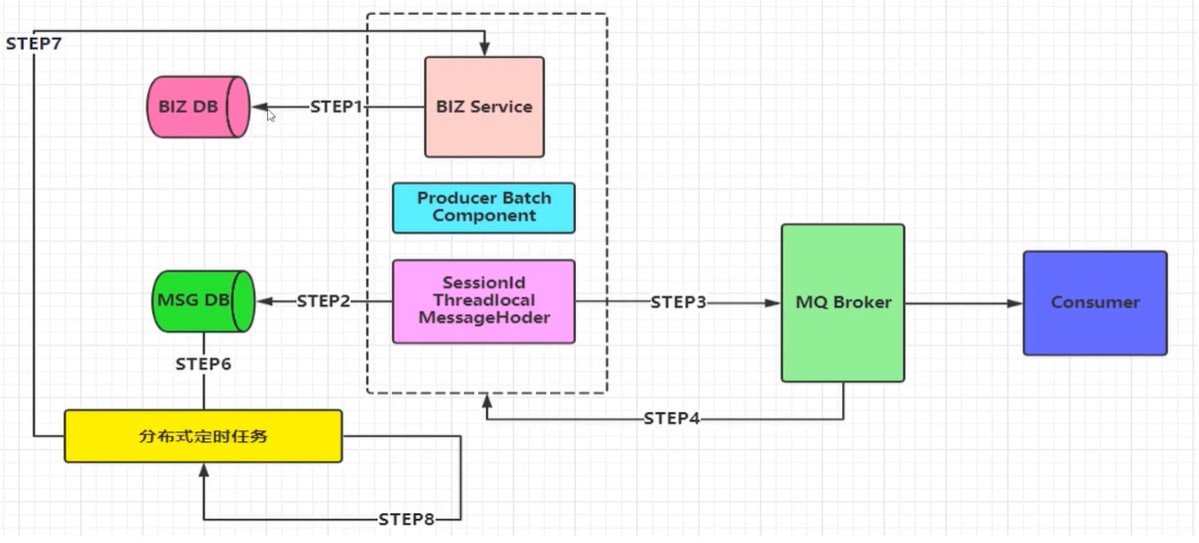 STEP7
BIZ DB
STEP1
BIZ Service
Producer Batch
Component
MSG DB
STEP2
SessionId
Threadlocal
MessageHoder
STEP3
MQ Broker
Consumer
STEP6
STEP4
分布式定时任务
STEP8